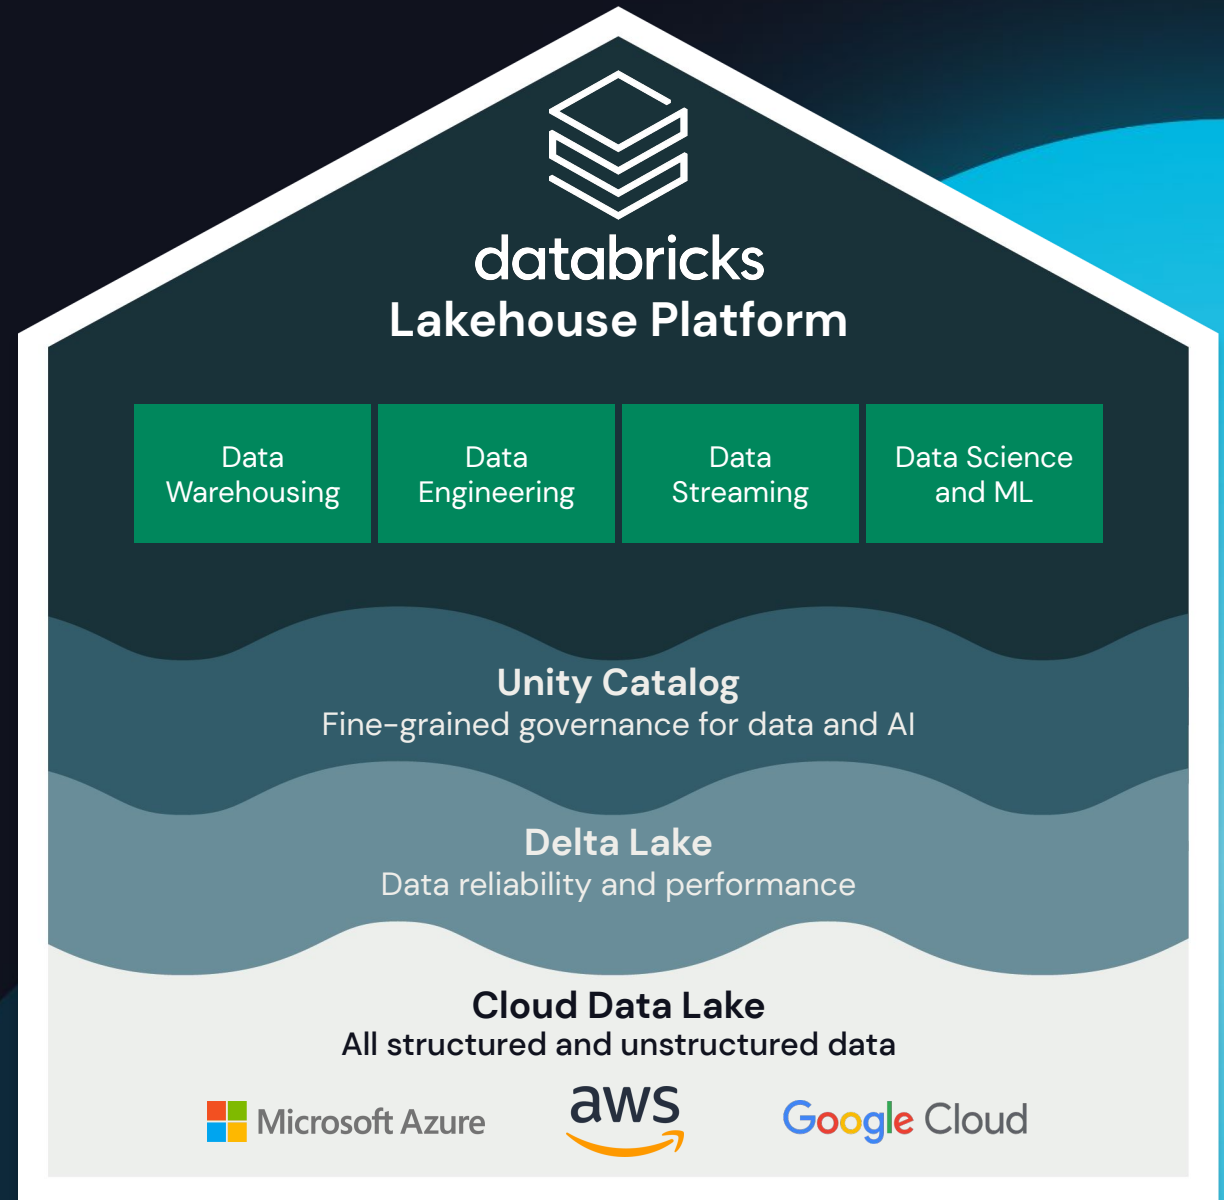 databricks
Lakehouse Platform
Data
Warehousing
Data
Engineering
Data
Streaming
Data Science
and ML
Unity Catalog
Fine-grained governance for data and AI
Delta Lake
Data reliability and performance
Cloud Data Lake
All structured and unstructured data
Microsoft Azure
aws
Google Cloud